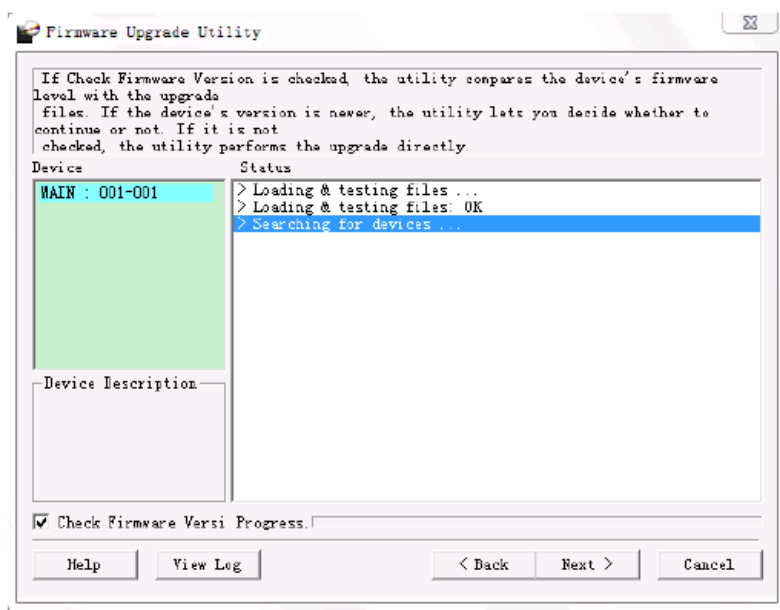 Firmware Upgrade Utility
If Check Firmware Version is checked, the utility conpares the device's firmware
level with the upgrade
files. If the device's version is newer, the utility lets you decide whether to
continue or not. If it is not
checked, the utility performs the upgrade directly.
Device
Status
MAIN : 001-001
> Loading & testing files ...
> Loading & testing files: OK
> Searching for devices ...
Device Description
Check Firmware Versi
Progress.
Help
View Log
< Back
Next >
Cancel